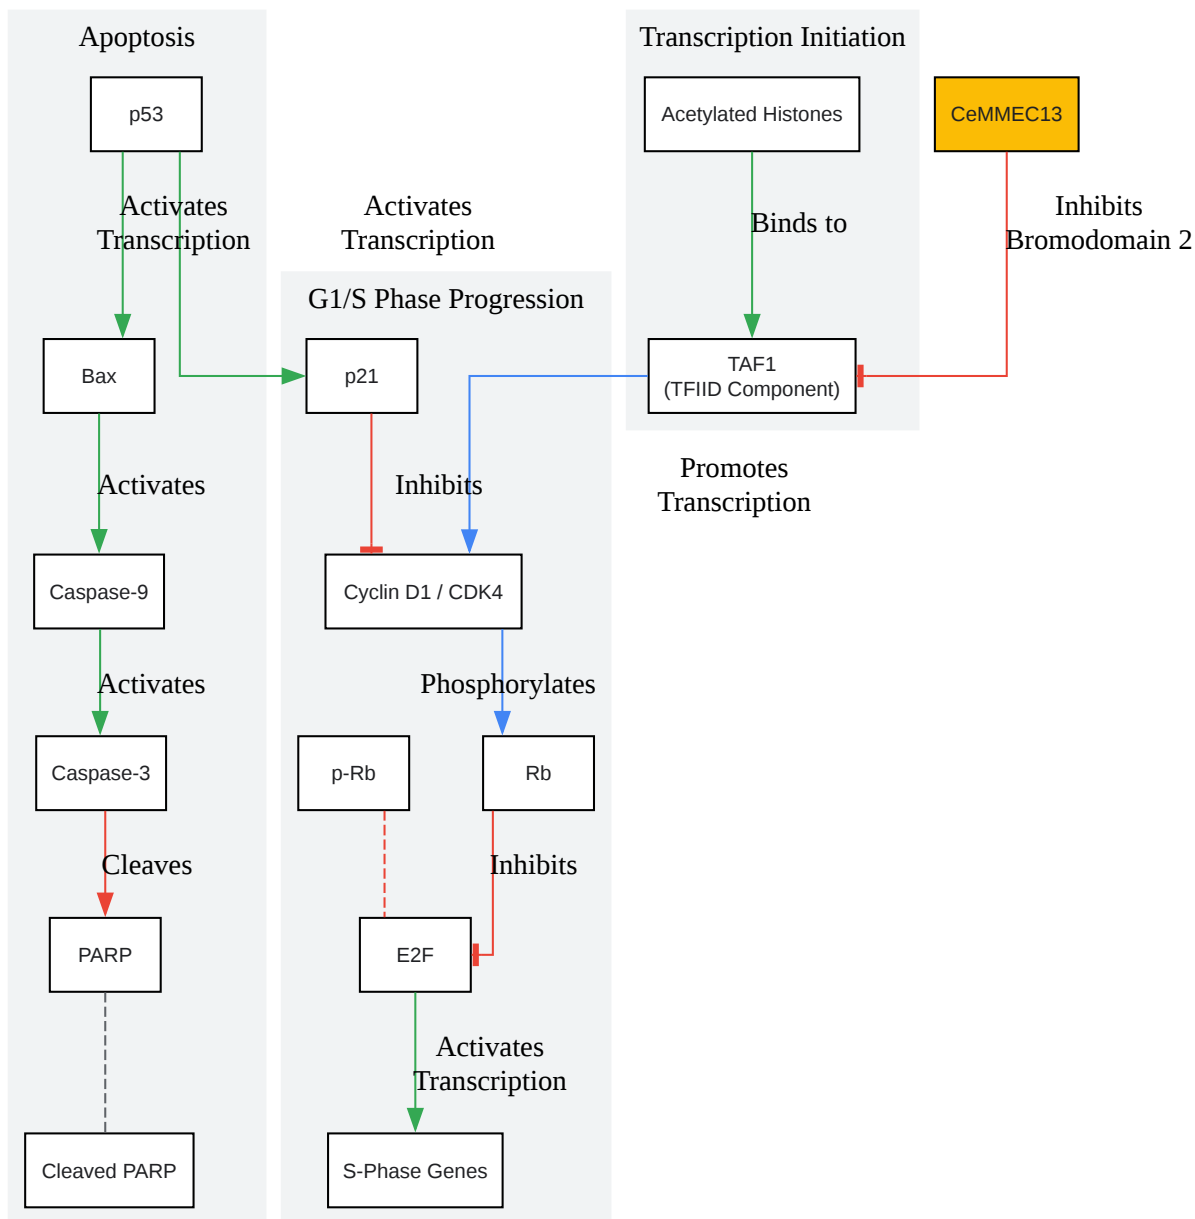 Apoptosis
Transcription Initiation
p53
Acetylated Histones
CeMMEC13
Activates
Transcription
Activates
Transcription
Binds to
Inhibits
Bromodomain 2
G1/S Phase Progression
Bax
p21
TAF1
(TFIID Component)
Activates
Inhibits
Promotes
Transcription
Caspase-9
Cyclin D1 / CDK4
Activates
Phosphorylates
Caspase-3
p-Rb
Rb
Cleaves
Inhibits
PARP
E2F
Activates
Transcription
Cleaved PARP
S-Phase Genes